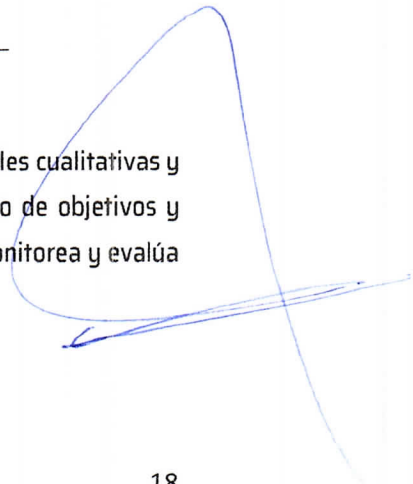 les cualitativas y
o de objetivos y
nitorea y evalúa
18